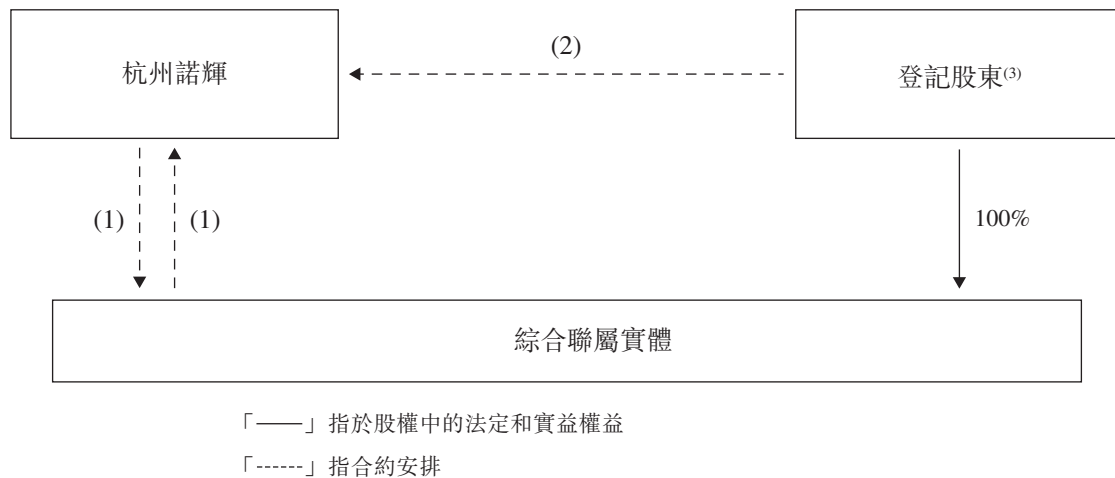 (2)
杭州諾輝
登記股東(3)
(1)
(1)
100%
綜合聯屬實體
「——」指於股權中的法定和實益權益
「------」指合約安排